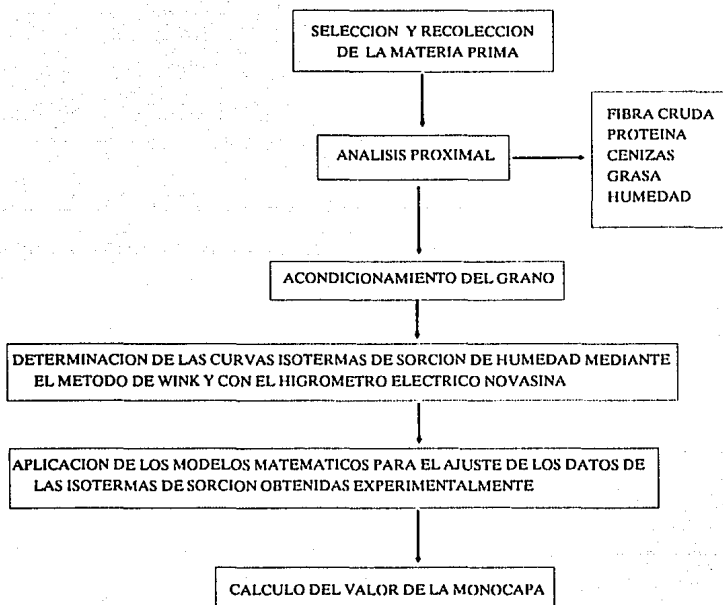 SELECCION Y RECOLECCION
DE LA MATERIA PRIMA
ANALISIS PROXIMAL
FIBRA CRUDA
PROTEINA
CENIZAS
GRASA
HUMEDAD
ACONDICIONAMIENTO DEL GRANO
DETERMINACION DE LAS CURVAS ISOTERMAS DE SORCION DE HUMEDAD MEDIANTE
EL METODO DE WINK Y CON EL HIGROMETRO ELECTRICO NOVASINA
APLICACION DE LOS MODELOS MATEMATICOS PARA EL AJUSTE DE LOS DATOS DE
LAS ISOTERMAS DE SORCION OBTENIDAS EXPERIMENTALMENTE
CALCULO DEL VALOR DE LA MONOCAPA